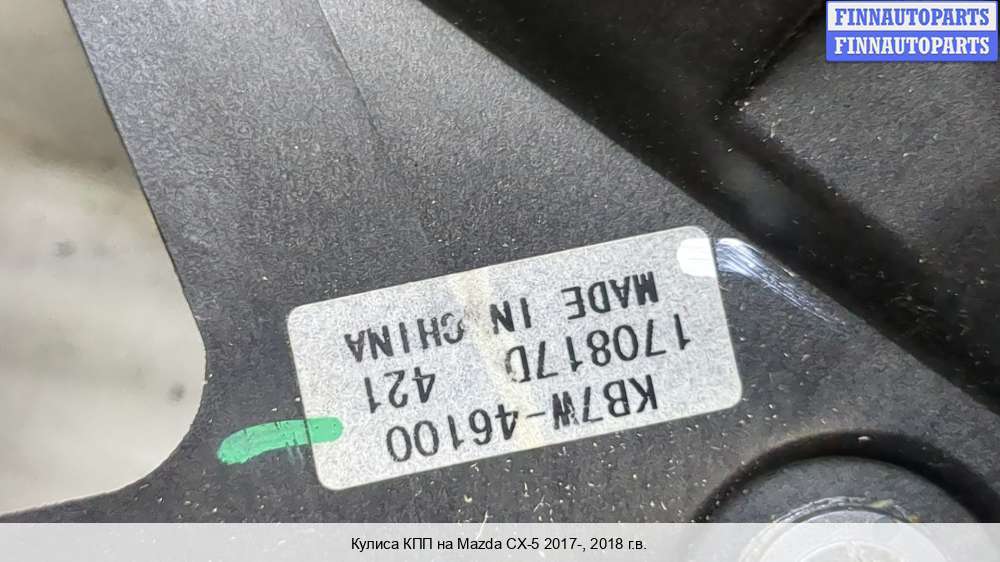 FINNAUTOPARTS
FINNAUTOPARTS
KB7W-46100
170817D 421
MADE IN CHINA
Кулиса КПП на Mazda CX-5 2017-, 2018 г.в.